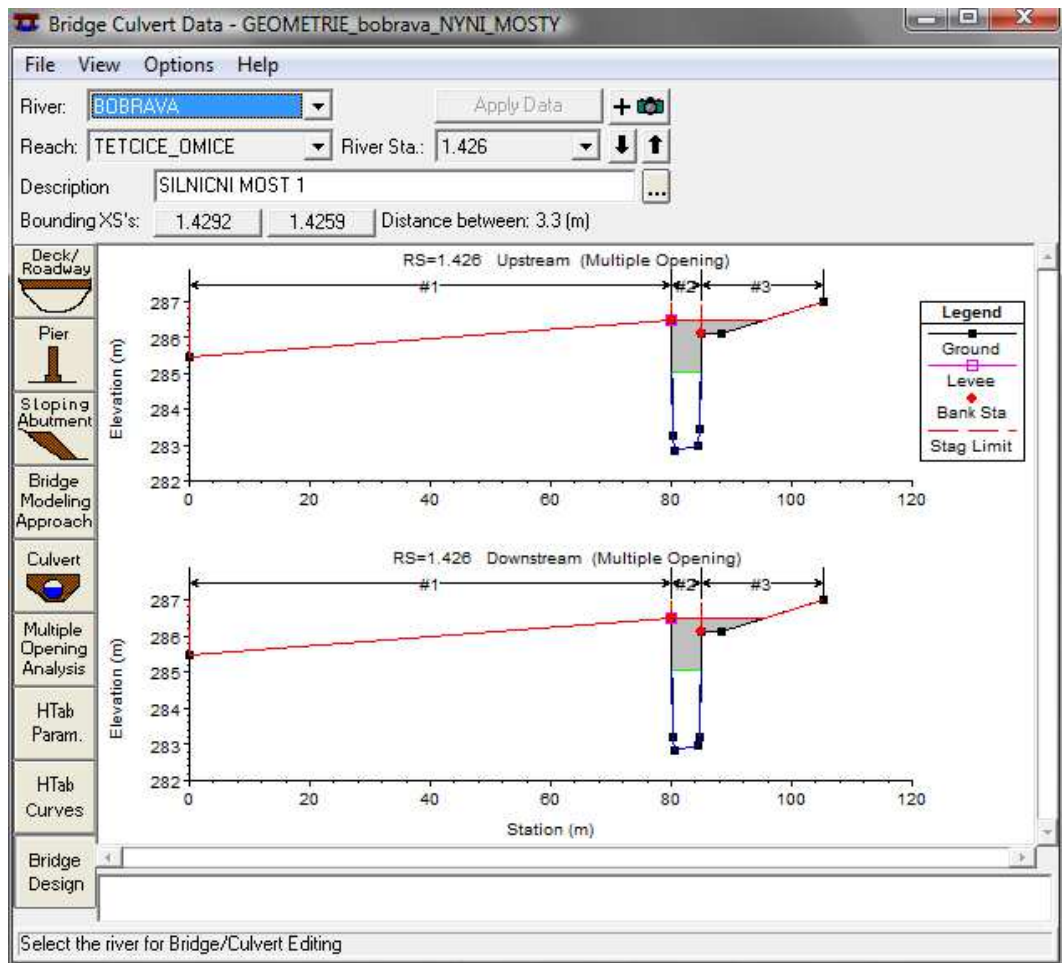 Bridge Culvert Data - GEOMETRIE_bobrava_NYNI_MOSTY
File View Options Help
River: BOBRAVA Apply Data
Reach: TETCICE_OMICE River Sta.: 1.426
Description SILNICNI MOST 1 ...
Bounding XS's: 1.4292 1.4259 Distance between: 3.3 (m)
Deck/
Roadway
Pier
Sloping
Abutment
Bridge
Modeling
Approach
Culvert
Multiple
Opening
Analysis
HTab
Param.
HTab
Curves
Bridge
Design
RS=1.426 Upstream (Multiple Opening)
#1 #2 #3
287
286
285
284
283
282
Elevation (m)
0 20 40 60 80 100 120
Legend
Ground
Levee
Bank Sta
Stag Limit
RS=1.426 Downstream (Multiple Opening)
#1 #2 #3
287
286
285
284
283
282
Elevation (m)
0 20 40 60 80 100 120
Station (m)
Select the river for Bridge/Culvert Editing